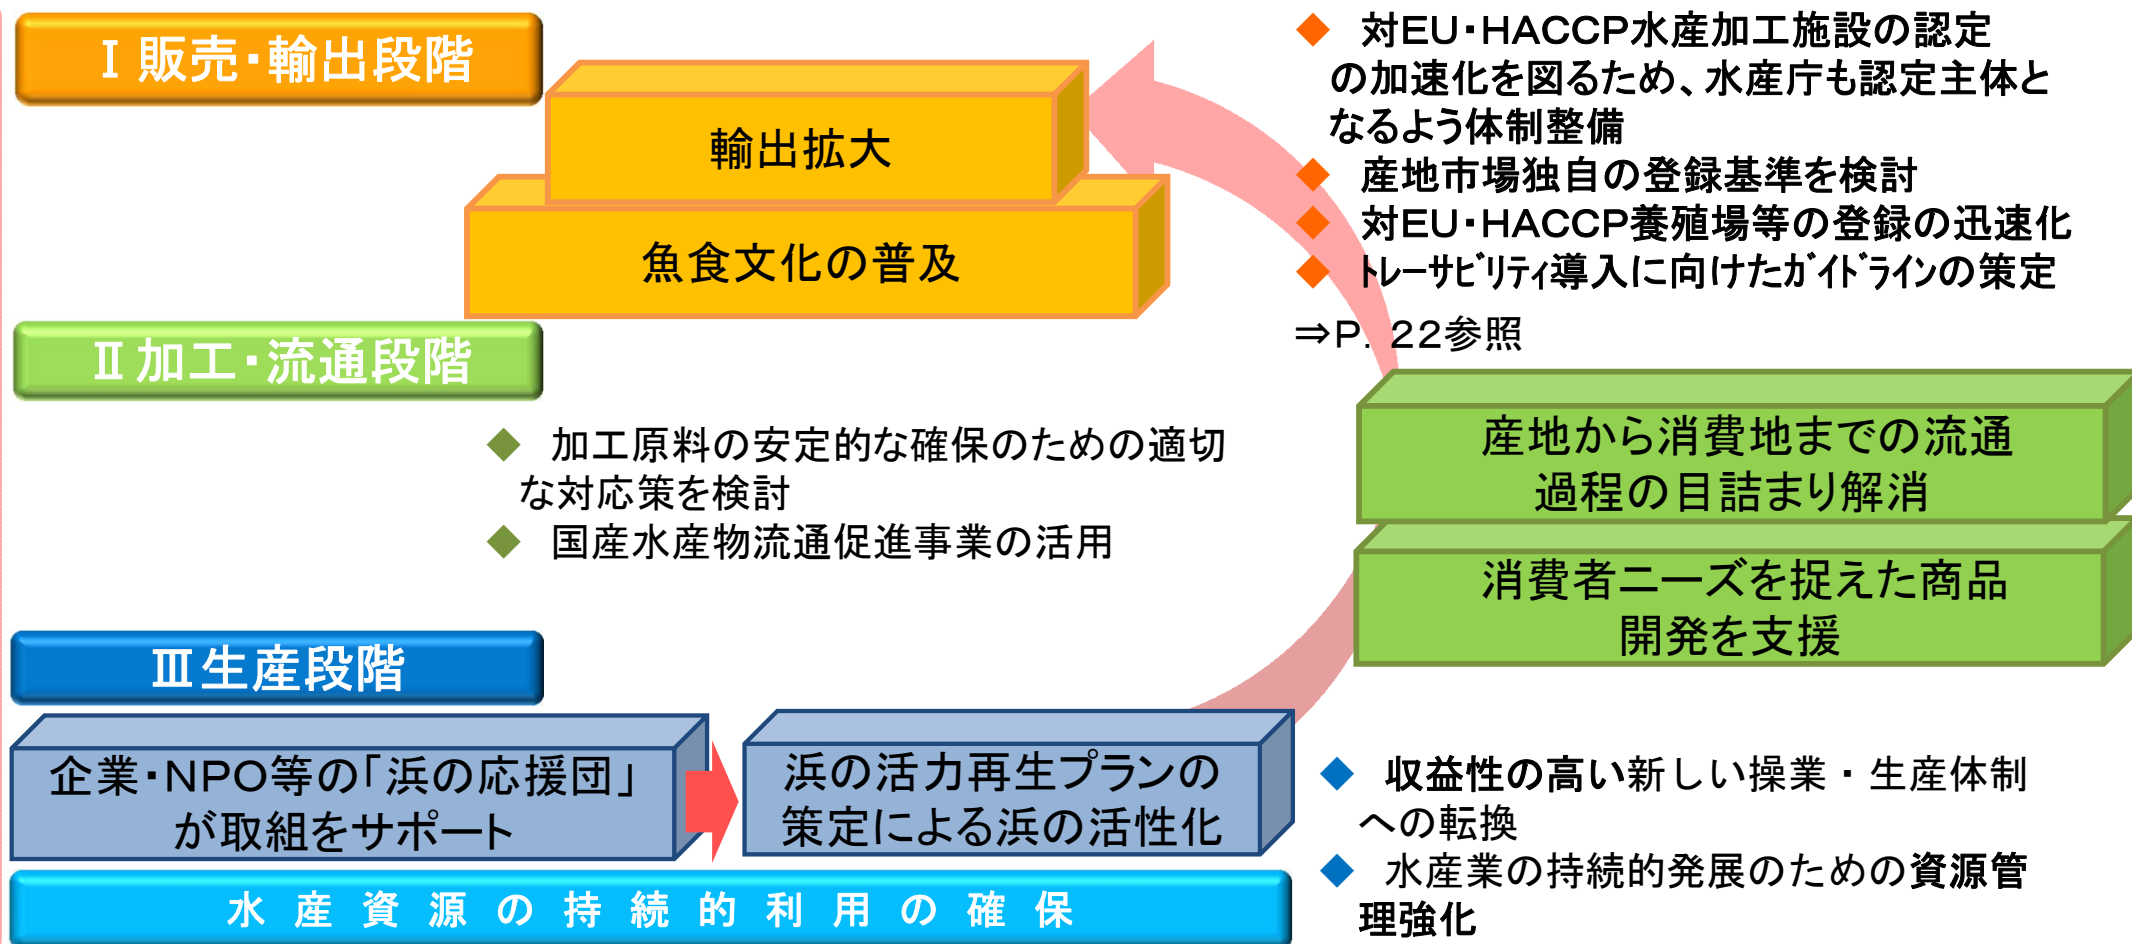 Ⅰ販売・輸出段階
輸出拡大
魚食文化の普及
◆ 対EU・HACCP水産加工施設の認定
の加速化を図るため、水産庁も認定主体と
なるよう体制整備
◆ 産地市場独自の登録基準を検討
◆ 対EU・HACCP養殖場等の登録の迅速化
◆ ﾄﾚｰｻﾋﾞﾘﾃｨ導入に向けたｶﾞｲﾄﾞﾗｲﾝの策定
⇒P.22参照
Ⅱ加工・流通段階
◆ 加工原料の安定的な確保のための適切
な対応策を検討
◆ 国産水産物流通促進事業の活用
産地から消費地までの流通
過程の目詰まり解消
消費者ニーズを捉えた商品
開発を支援
Ⅲ生産段階
企業・NPO等の「浜の応援団」
が取組をサポート
浜の活力再生プランの
策定による浜の活性化
◆ 収益性の高い新しい操業・生産体制
への転換
◆ 水産業の持続的発展のための資源管
理強化
水産資源の持続的利用の確保